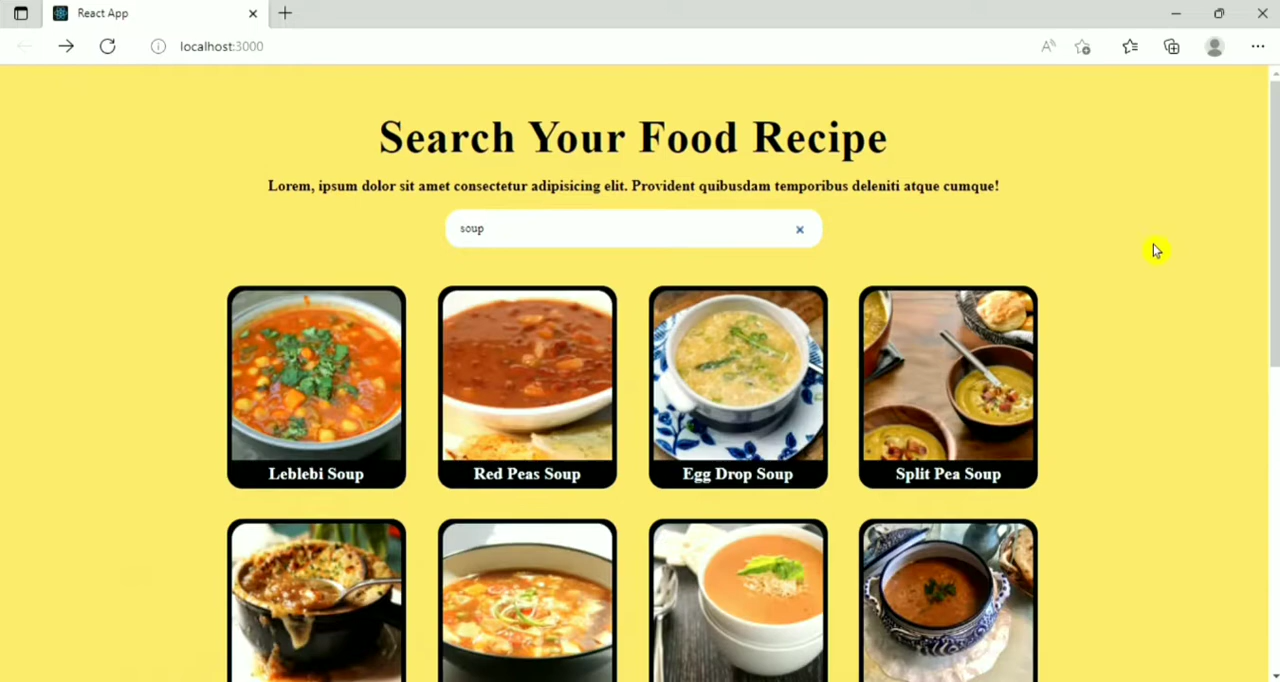 React App
localhost:3000
Search Your Food Recipe
Lorem, ipsum dolor sit amet consectetur adipisicing elit. Provident quibusdam temporibus deleniti atque cumque!
soup
Leblebi Soup
Red Peas Soup
Egg Drop Soup
Split Pea Soup